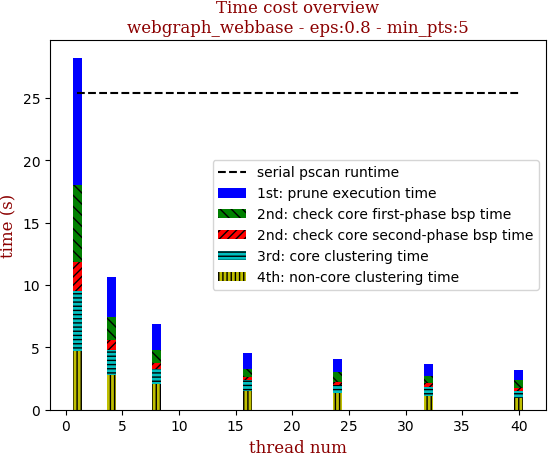 Time cost overview
webgraph_webbase - eps:0.8 - min_pts:5
time (s)
25
20
15
10
5
0
serial pscan runtime
1st: prune execution time
2nd: check core first-phase bsp time
2nd: check core second-phase bsp time
3rd: core clustering time
4th: non-core clustering time
0 5 10 15 20 25 30 35 40
thread num